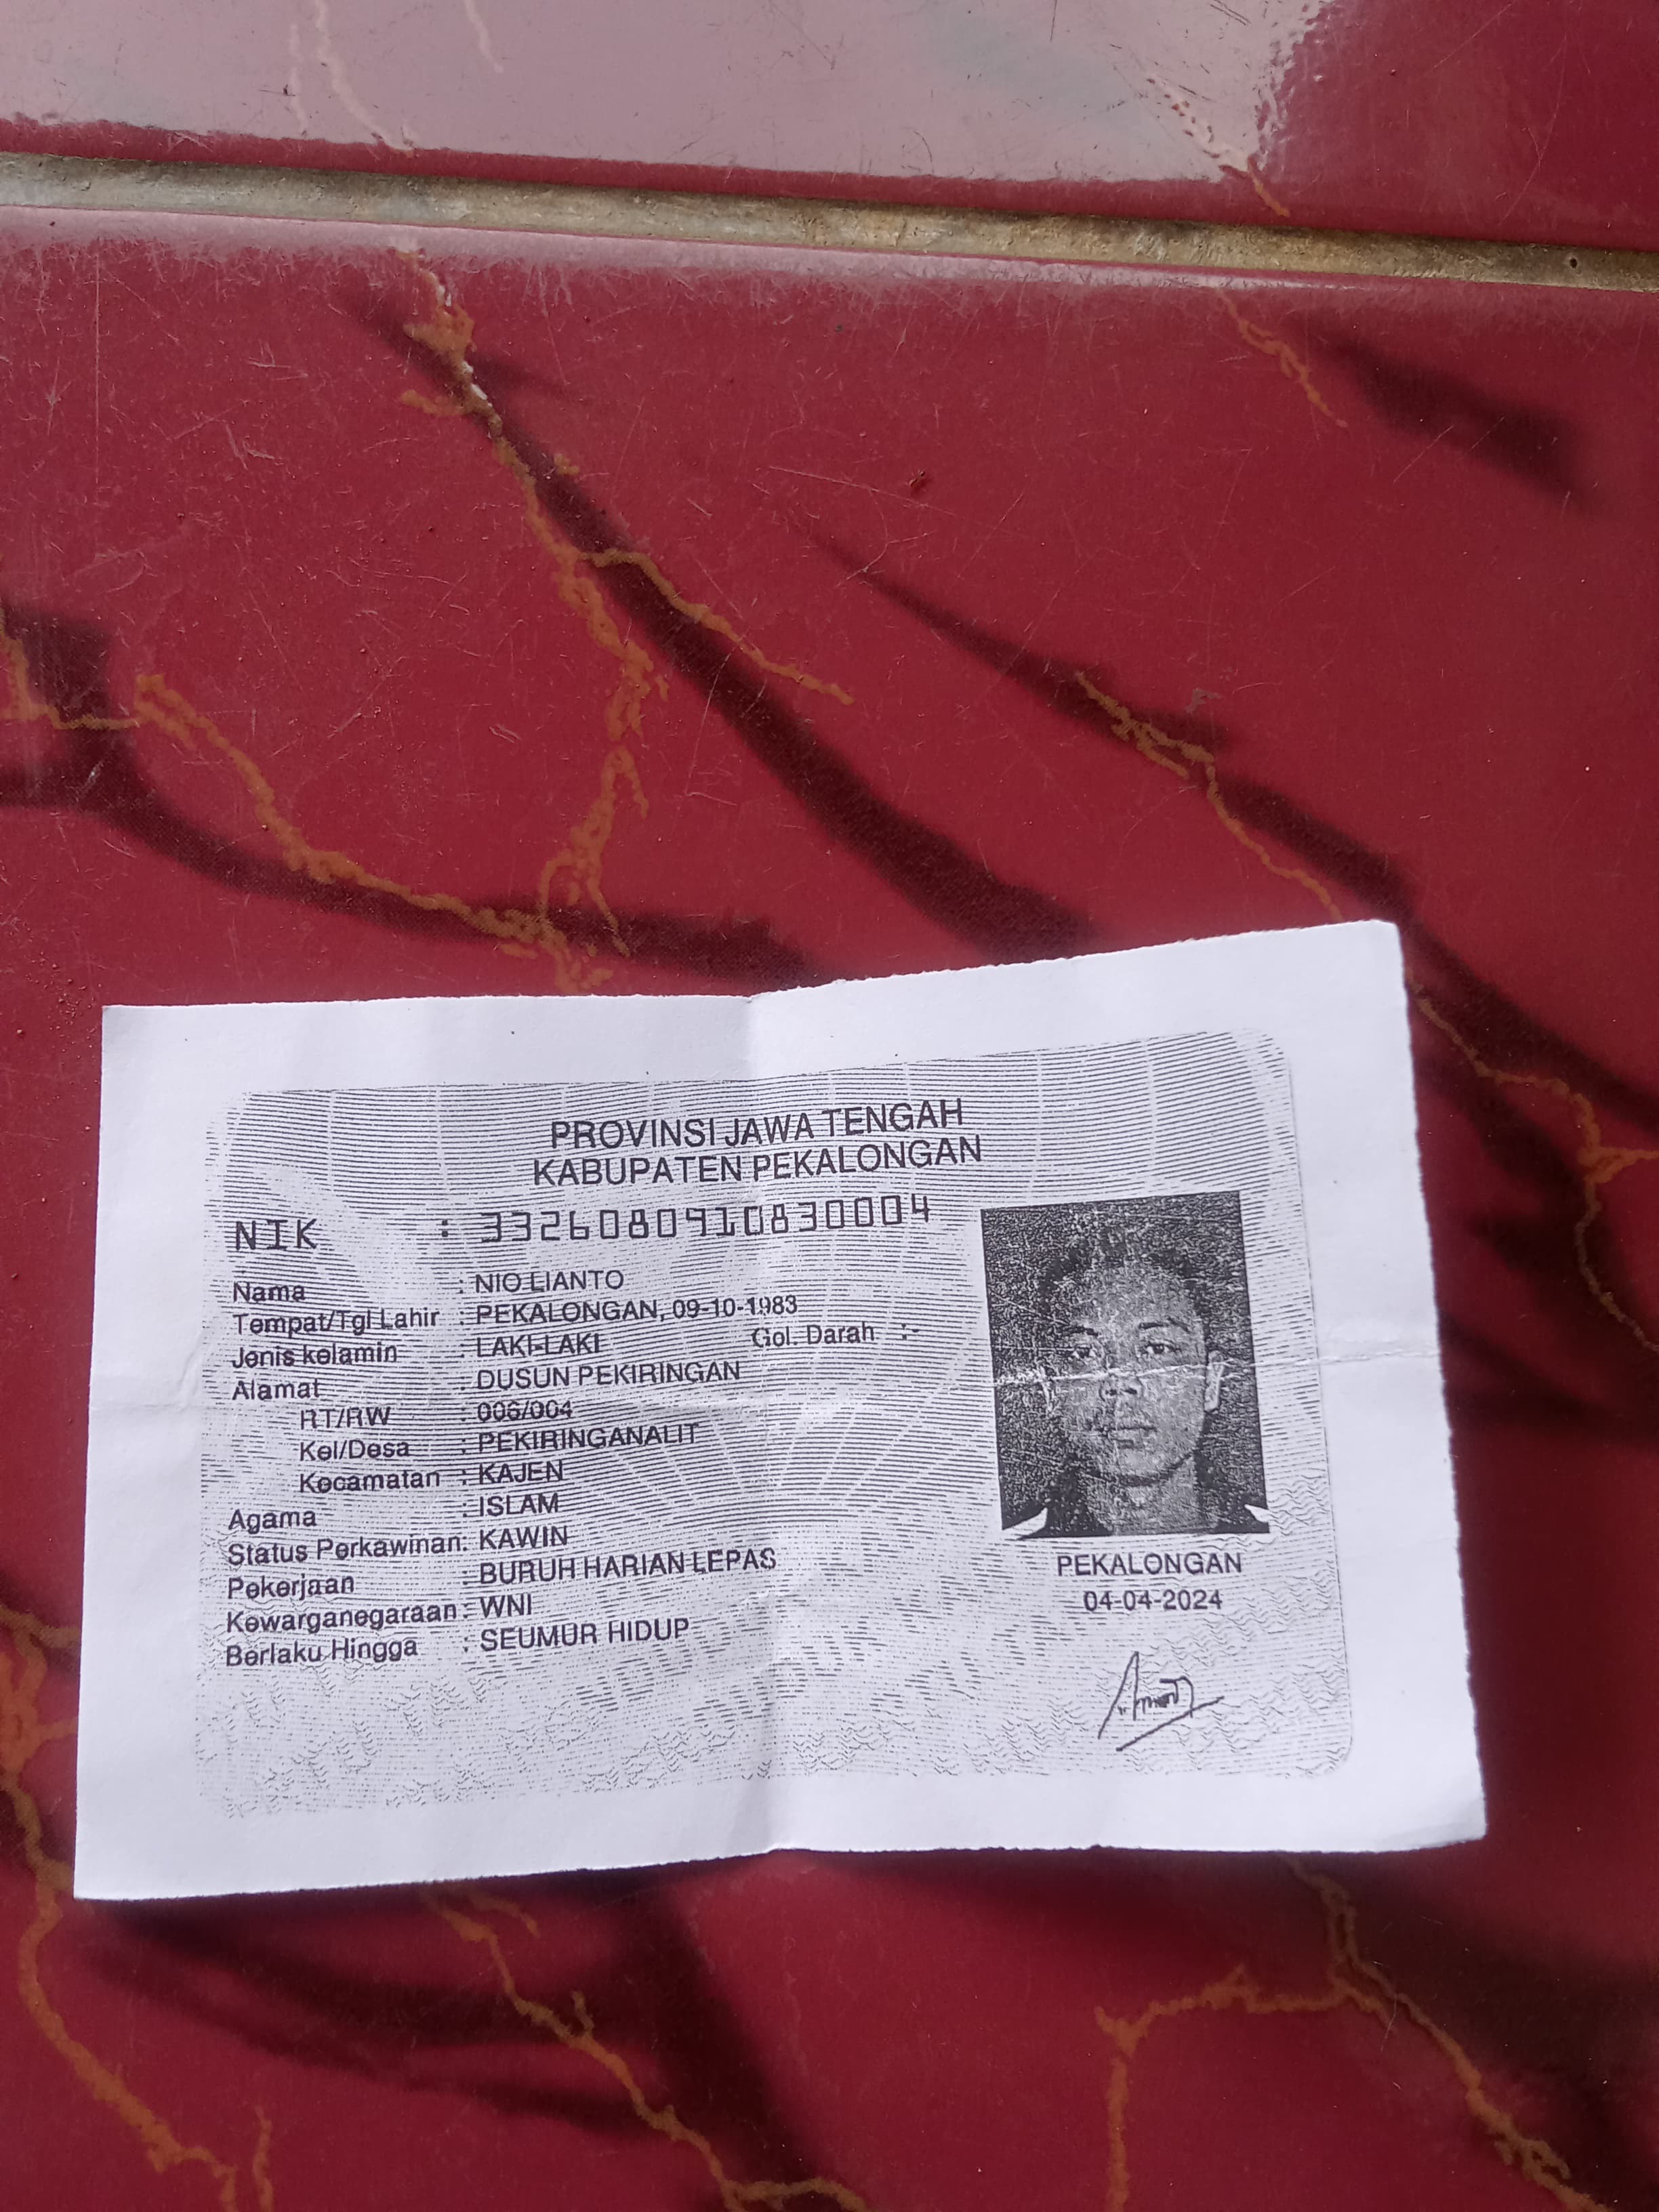 PROVINSI JAWA TENGAH
KABUPATEN PEKALONGAN
NIK : 3326080910830004
Nama : NIO LIANTO
Tempat/Tgl Lahir : PEKALONGAN, 09-10-1983
Jenis kelamin : LAKI-LAKI Gol. Darah :-
Alamat : DUSUN PEKIRINGAN
RT/RW : 006/004
Kel/Desa : PEKIRINGANALIT
Kecamatan : KAJEN
Agama : ISLAM
Status Perkawinan: KAWIN
Pekerjaan : BURUH HARIAN LEPAS
Kewarganegaraan: WNI
Berlaku Hingga : SEUMUR HIDUP
PEKALONGAN
04-04-2024